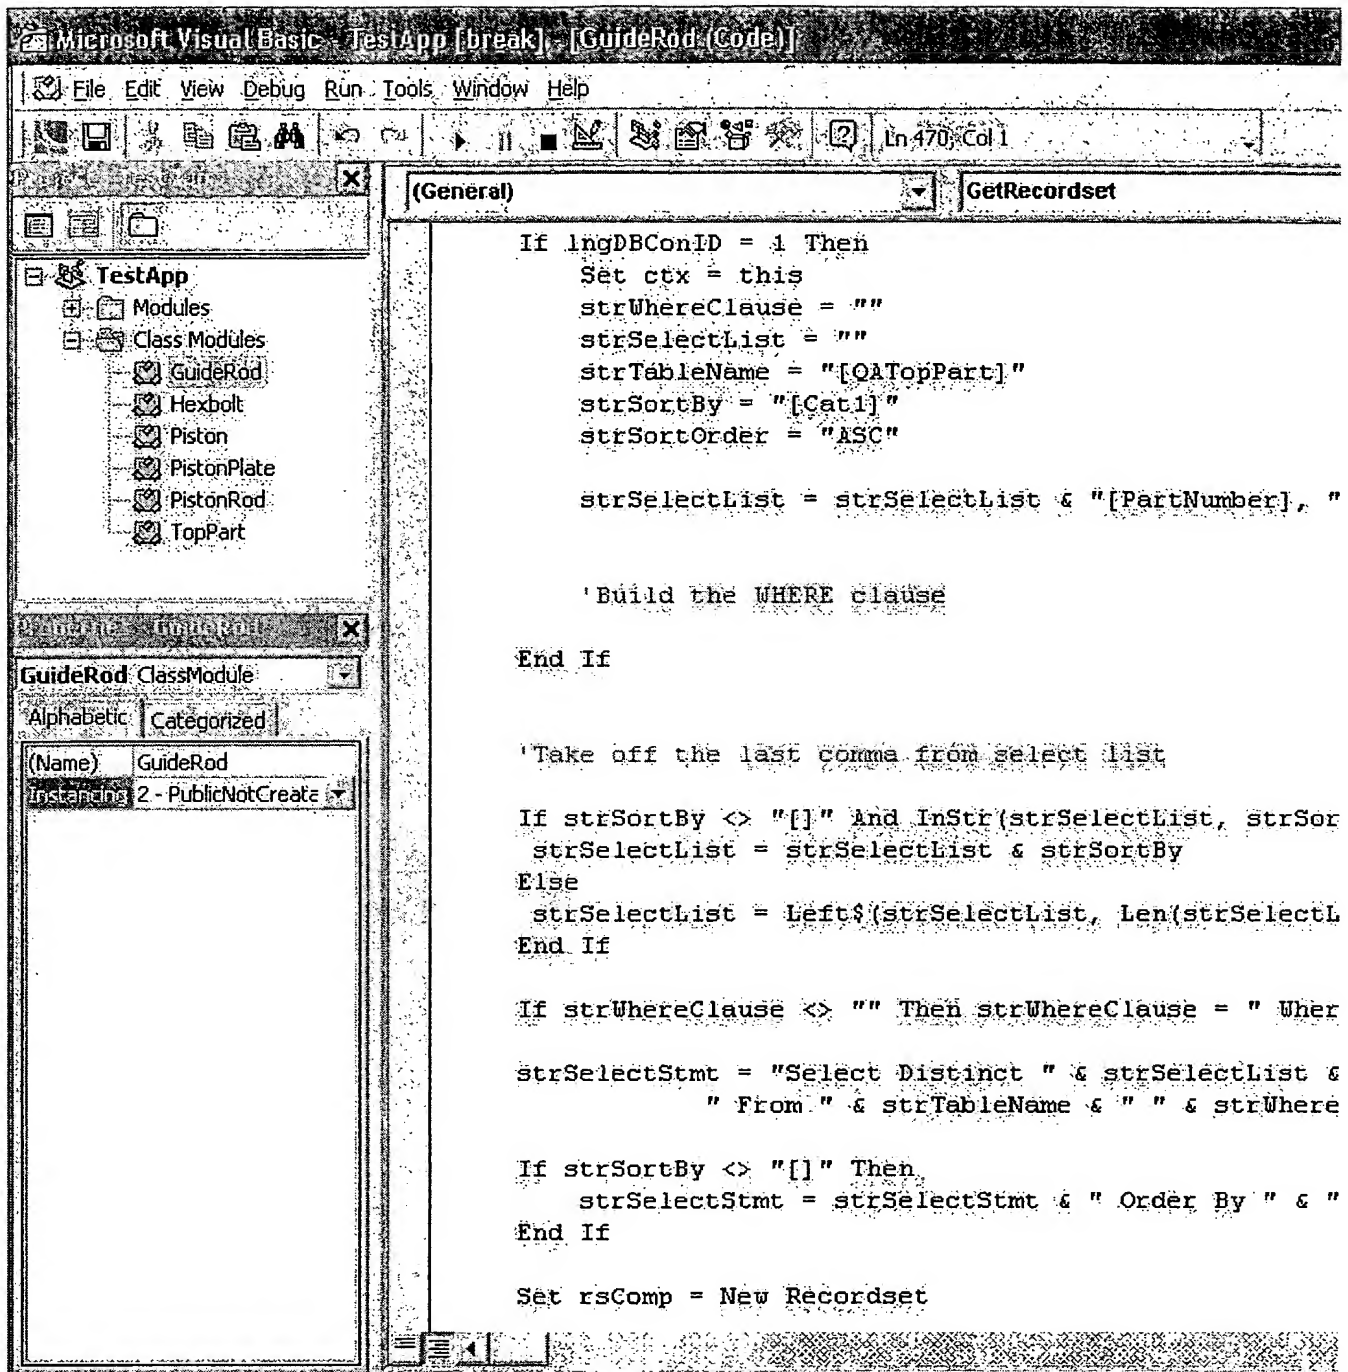 Microsoft Visual Basic - TestApp [break] - [GuideRod (Code)]
File Edit View Debug Run Tools Window Help
Ln 470, Col 1
(General) GetRecordset
TestApp
Modules
Class Modules
GuideRod
Hexbolt
Piston
PistonPlate
PistonRod
TopPart
Properties - GuideRod
GuideRod ClassModule
Alphabetic Categorized
(Name) GuideRod
Instancing 2 - PublicNotCreata
If lngDBConID = 1 Then
Set ctx = this
strWhereClause = ""
strSelectList = ""
strTableName = "[QATopPart]"
strSortBy = "[Cat1]"
strSortOrder = "ASC"
strSelectList = strSelectList & "[PartNumber], "
'Build the WHERE clause
End If
'Take off the last comma from select list
If strSortBy <> "[]" And InStr(strSelectList, strSor
strSelectList = strSelectList & strSortBy
Else
strSelectList = Left$(strSelectList, Len(strSelectL
End If
If strWhereClause <> "" Then strWhereClause = " Wher
strSelectStmt = "Select Distinct " & strSelectList &
" From " & strTableName & " " & strWhere
If strSortBy <> "[]" Then
strSelectStmt = strSelectStmt & " Order By " & "
End If
Set rsComp = New Recordset